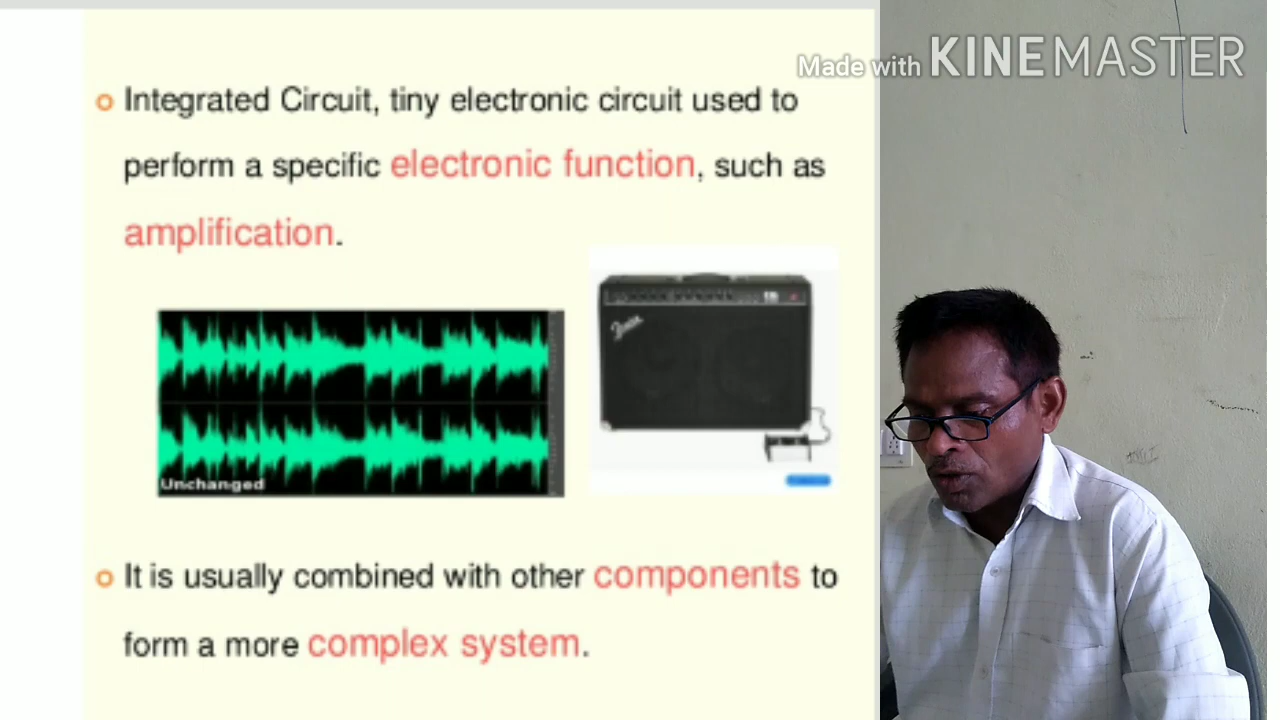 Made with KINEMASTER
Integrated Circuit, tiny electronic circuit used to
perform a specific electronic function, such as
amplification.
Fender
Unchanged
It is usually combined with other components to
form a more complex system.